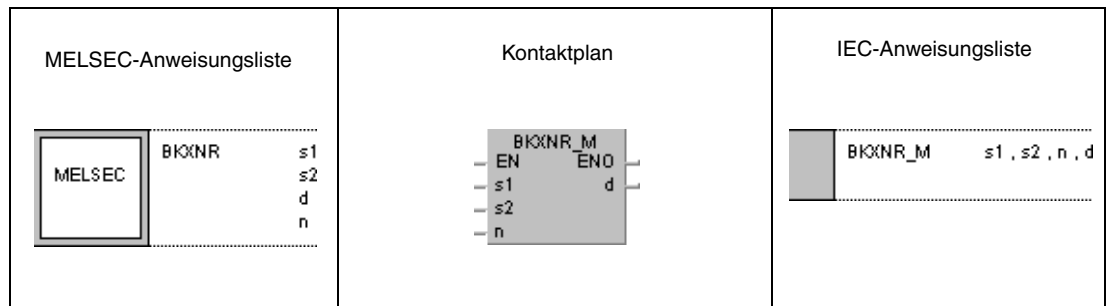 MELSEC-Anweisungsliste
MELSEC
BKXNR s1
s2
d
n
Kontaktplan
BKXNR_M
EN ENO
s1 d
s2
n
IEC-Anweisungsliste
BKXNR_M s1 , s2 , n , d